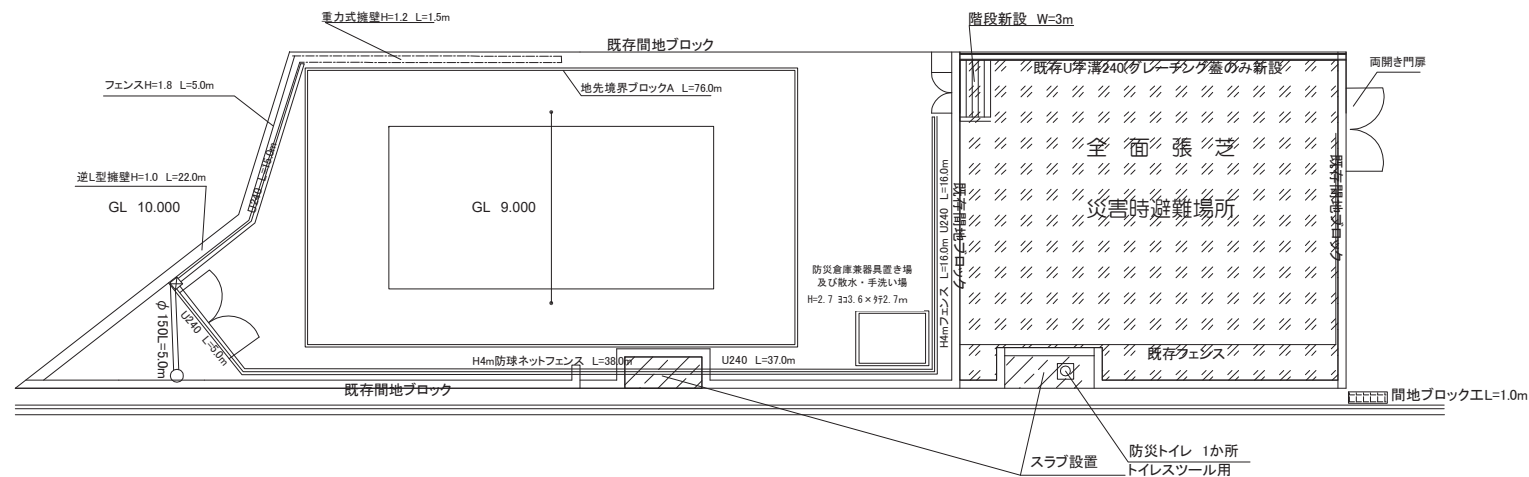 重力式擁壁H=1.2 L=1.5m
階段新設 W=3m
既存間地ブロック
既存U字溝240グレーチング蓋のみ新設
両開き門扉
フェンスH=1.8 L=5.0m
地先境界ブロックA L=76.0m
全面張芝
逆L型擁壁H=1.0 L=22.0m
U240 L=15.0m
GL 10.000
GL 9.000
災害時避難場所
H4mフェンス L=16.0m U240 L=16.0m
既存間地ブロック
既存間地ブロック
防災倉庫兼器具置き場
及び散水・手洗い場
H=2.7 ヨコ3.6×タテ2.7m
φ150L=5.0m
U240 L=5.0m
H4m防球ネットフェンス L=38.0m
U240 L=37.0m
既存フェンス
既存間地ブロック
間地ブロック工L=1.0m
スラブ設置
防災トイレ 1か所
トイレスツール用